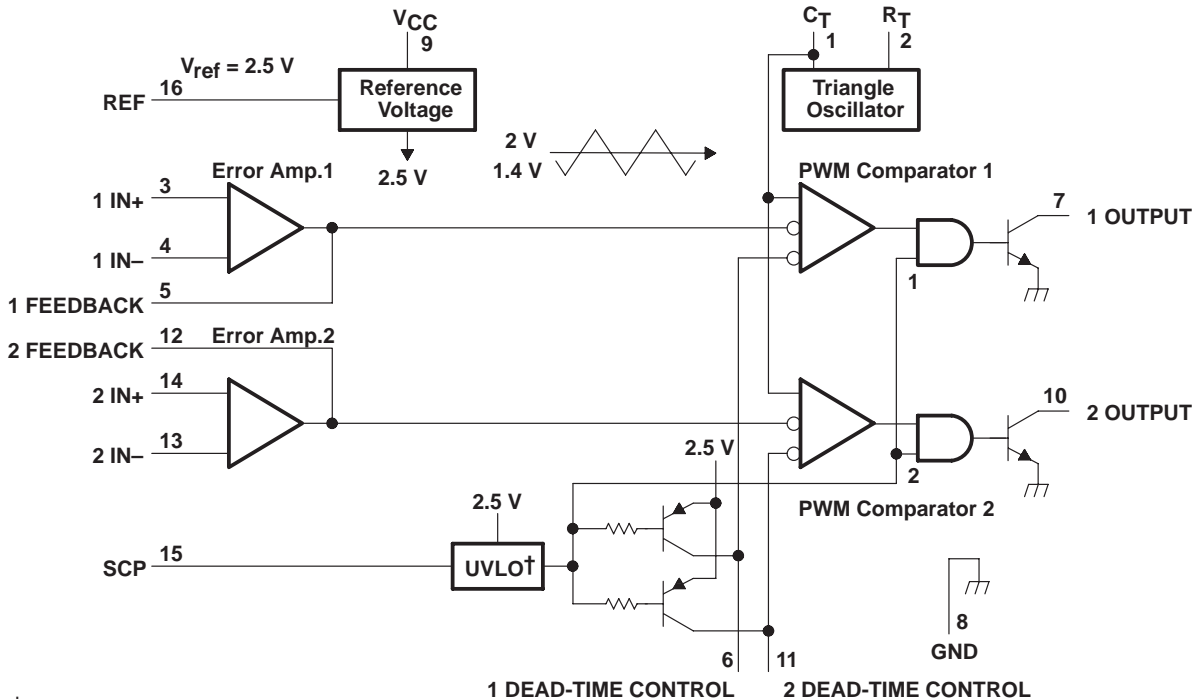 VCC
9
CT
1
RT
2
Vref = 2.5 V
REF
16
Reference
Voltage
Triangle
Oscillator
2 V
1.4 V
2.5 V
Error Amp.1
PWM Comparator 1
1 IN+
3
7
1 OUTPUT
1 IN–
4
1
1 FEEDBACK
5
2 FEEDBACK
12
Error Amp.2
2 IN+
14
10
2 OUTPUT
2 IN–
13
2.5 V
2
PWM Comparator 2
2.5 V
SCP
15
UVLO†
8
GND
6
11
1 DEAD-TIME CONTROL
2 DEAD-TIME CONTROL